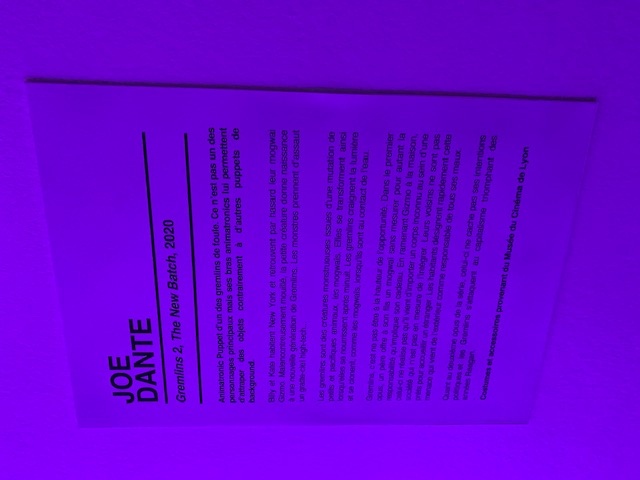 JOE
DANTE
Gremlins 2, The New Batch, 2020
Animatronic Puppet d'un des gremlins de foule. Ce n'est pas un des
personnages principaux mais ses bras animatronics lui permettent
d'attraper des objets contrairement à d'autres puppets de
background.
Billy et Kate habitent New York et retrouvent par hasard leur mogwaï
Gizmo. Malencontreusement mouillé, la petite créature donne naissance
à une nouvelle génération de Gremlins. Les monstres prennent d'assaut
un gratte-ciel high-tech...
Les gremlins sont des créatures monstrueuses issues d'une mutation de
petits et pacifiques animaux, les mogwaïs. Elles se transforment ainsi
lorsqu'elles se nourrissent après minuit. Les gremlins craignent la lumière
et se clonent, comme les mogwaïs, lorsqu'ils sont au contact de l'eau...
Gremlins, c'est ne pas être à la hauteur de l'opportunité. Dans le premier
opus, un père offre à son fils un mogwaï sans mesurer pour autant la
responsabilité qu'implique son cadeau. En ramenant Gizmo à la maison,
celui-ci ne réalise pas qu'il vient d'importer un corps inconnu au sein d'une
société qui n'est pas en mesure de l'intégrer. Leurs voisins ne sont pas
prêts pour accueillir un étranger. Les habitants désignent rapidement cette
menace qui vient de l'extérieur comme responsable de tous ses maux.
Quant au deuxième opus de la série, celui-ci ne cache pas ses intentions
politiques et les Gremlins s'attaquent au capitalisme triomphant des
années Reagan.
Costumes et accessoires provenant du Musée du Cinéma de Lyon